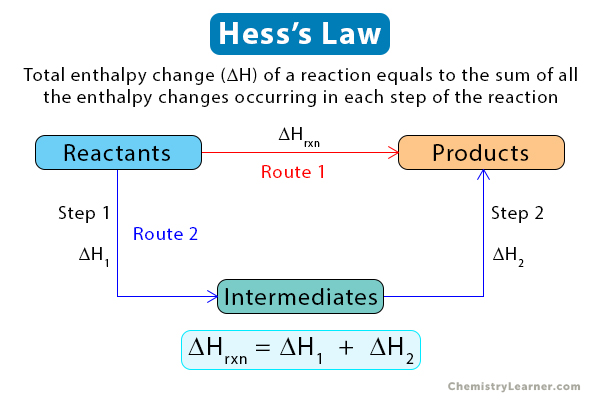 Hess's Law
Total enthalpy change (ΔH) of a reaction equals to the sum of all
the enthalpy changes occurring in each step of the reaction
ΔHrxn
Reactants
Products
Route 1
Step 1
Step 2
Route 2
ΔH1
ΔH2
Intermediates
ΔHrxn = ΔH1 + ΔH2
ChemistryLearner.com